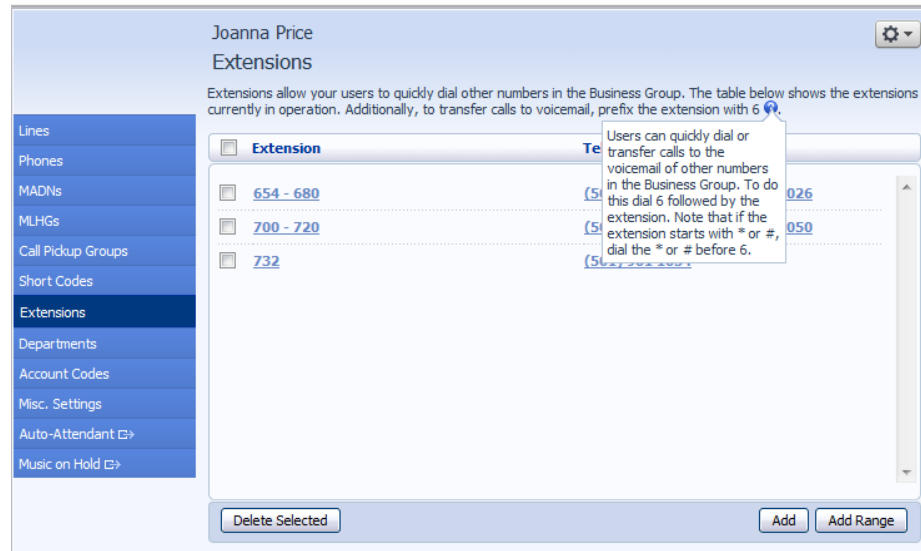 Joanna Price
Extensions
Extensions allow your users to quickly dial other numbers in the Business Group. The table below shows the extensions
currently in operation. Additionally, to transfer calls to voicemail, prefix the extension with 6 ?.
Users can quickly dial or
transfer calls to the
voicemail of other numbers
in the Business Group. To do
this dial 6 followed by the
extension. Note that if the
extension starts with * or #,
dial the * or # before 6.
Lines
Phones
MADNs
MLHGs
Call Pickup Groups
Short Codes
Extensions
Departments
Account Codes
Misc. Settings
Auto-Attendant
Music on Hold
Extension Te
654 - 680 (50 026
700 - 720 (50 050
732
Delete Selected Add Add Range